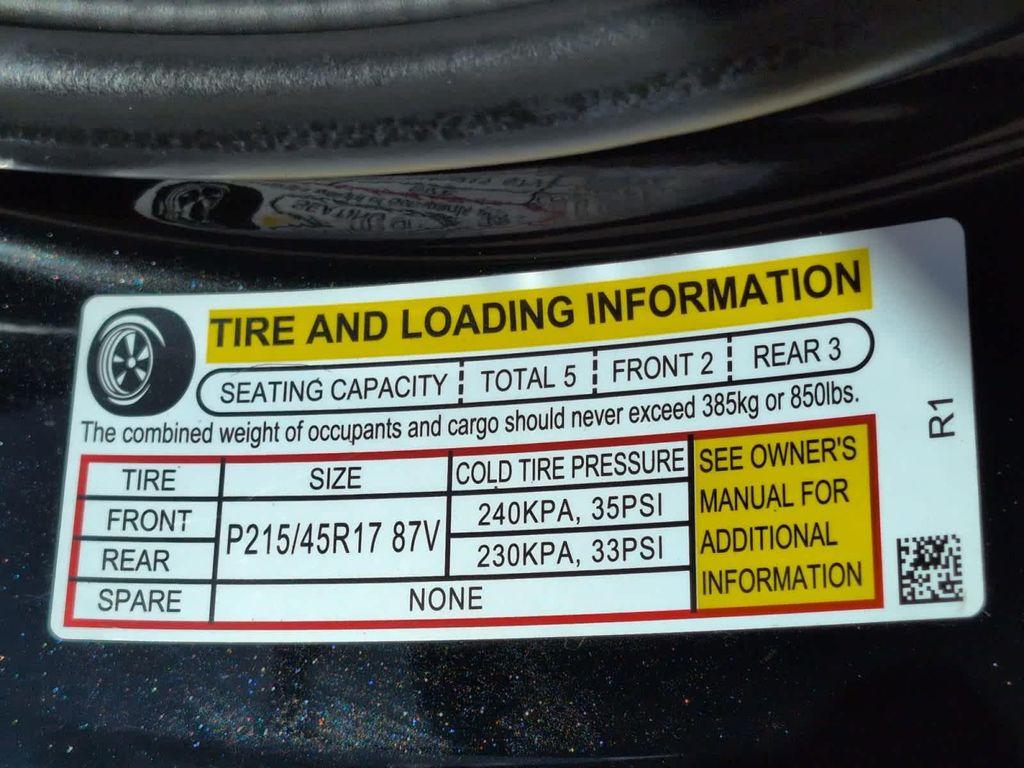 TIRE AND LOADING INFORMATION
SEATING CAPACITY TOTAL 5 FRONT 2 REAR 3
The combined weight of occupants and cargo should never exceed 385kg or 850lbs.
TIRE SIZE COLD TIRE PRESSURE
FRONT P215/45R17 87V 240KPA, 35PSI
REAR 230KPA, 33PSI
SPARE NONE
SEE OWNER'S
MANUAL FOR
ADDITIONAL
INFORMATION
R1